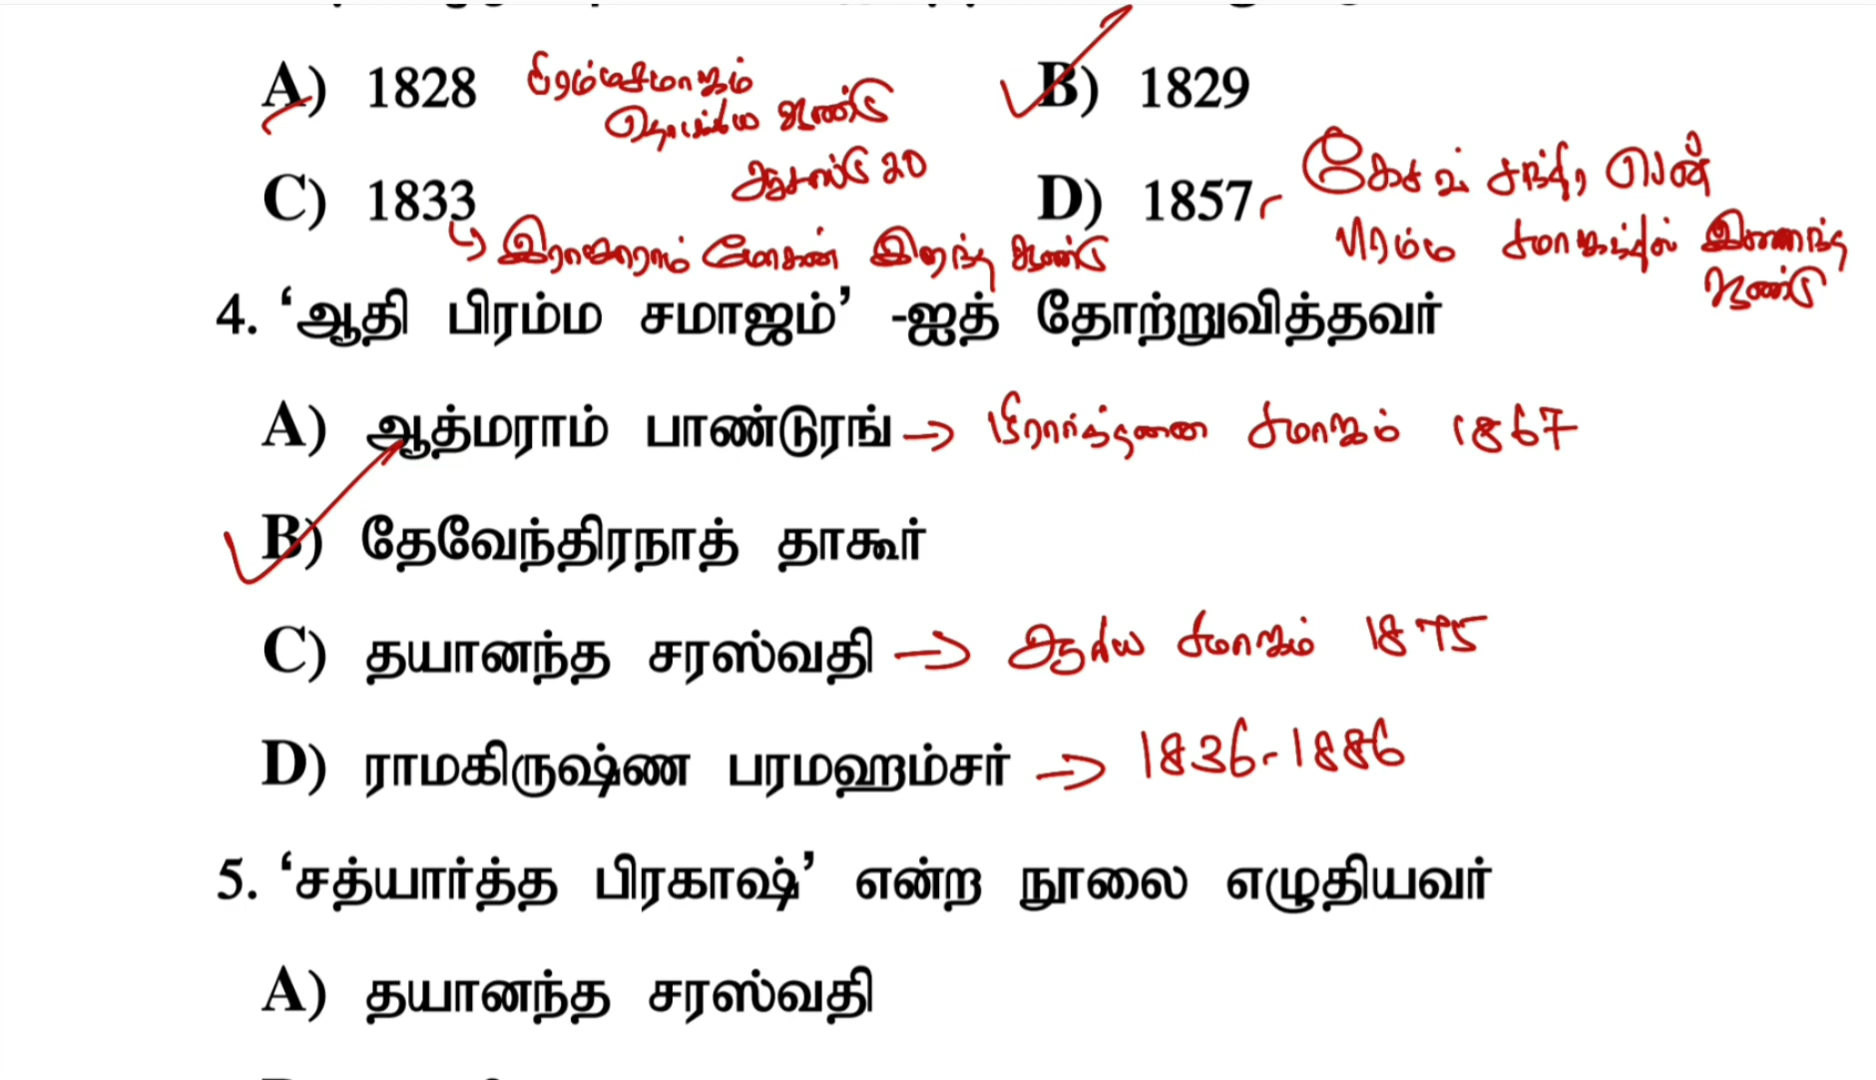 A) 1828 பிரம்மசமாஜம்
தொடங்கிய ஆண்டு
ஆகஸ்டு 20
B) 1829
C) 1833
இராஜாராம் மோகன் இறந்த ஆண்டு
D) 1857 - கேசவ சந்திர சென்
பிரம்ம சமாஜத்தில் இணைந்த
ஆண்டு
4. ‘ஆதி பிரம்ம சமாஜம்’ -ஐத் தோற்றுவித்தவர்
A) ஆத்மராம் பாண்டுரங் → பிரார்த்தனை சமாஜம் 1867
B) தேவேந்திரநாத் தாகூர்
C) தயானந்த சரஸ்வதி → ஆரிய சமாஜம் 1875
D) ராமகிருஷ்ண பரமஹம்சர் → 1836-1886
5. ‘சத்யார்த்த பிரகாஷ்’ என்ற நூலை எழுதியவர்
A) தயானந்த சரஸ்வதி